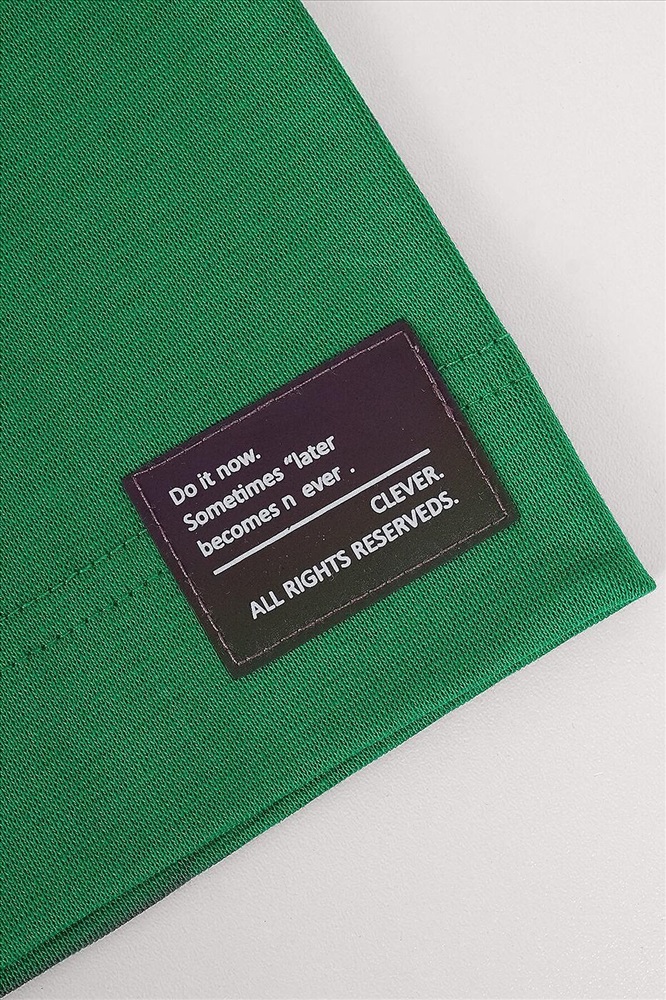 Do it now.
Sometimes “later
becomes n ever .
CLEVER.
ALL RIGHTS RESERVEDS.